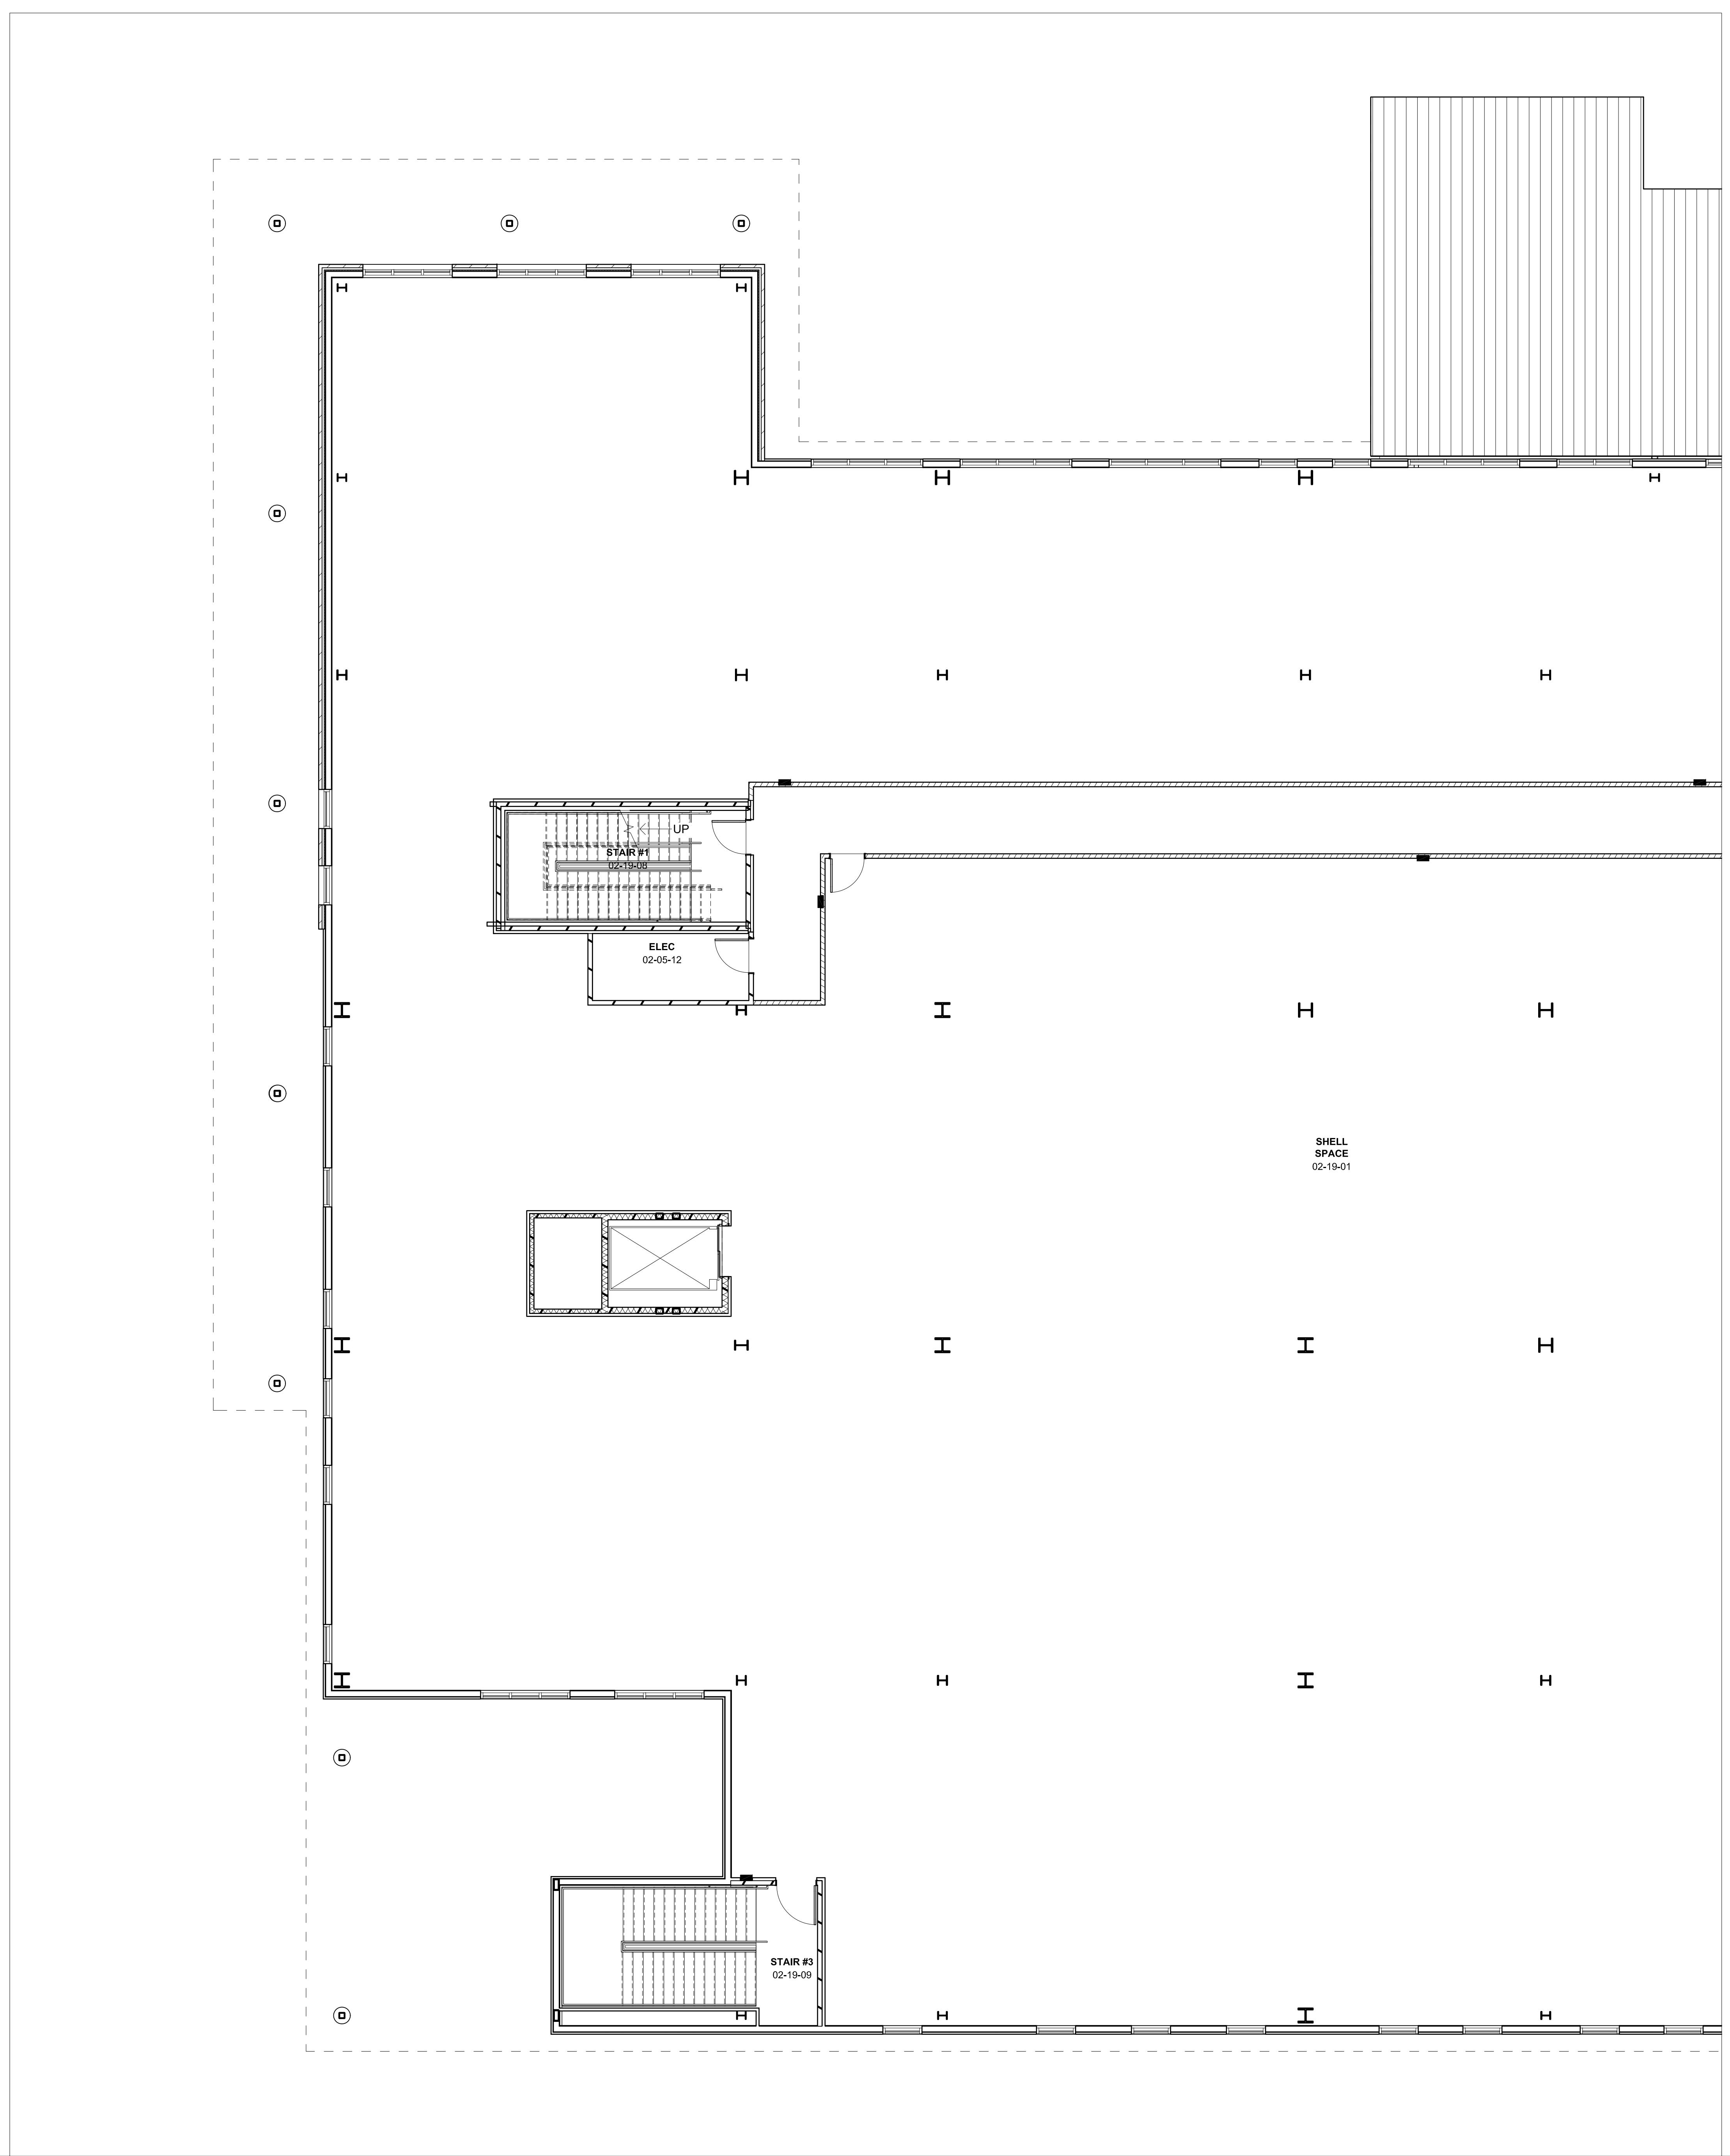 UP
STAIR #1
02-19-08
ELEC
02-05-12
SHELL
SPACE
02-19-01
STAIR #3
02-19-09